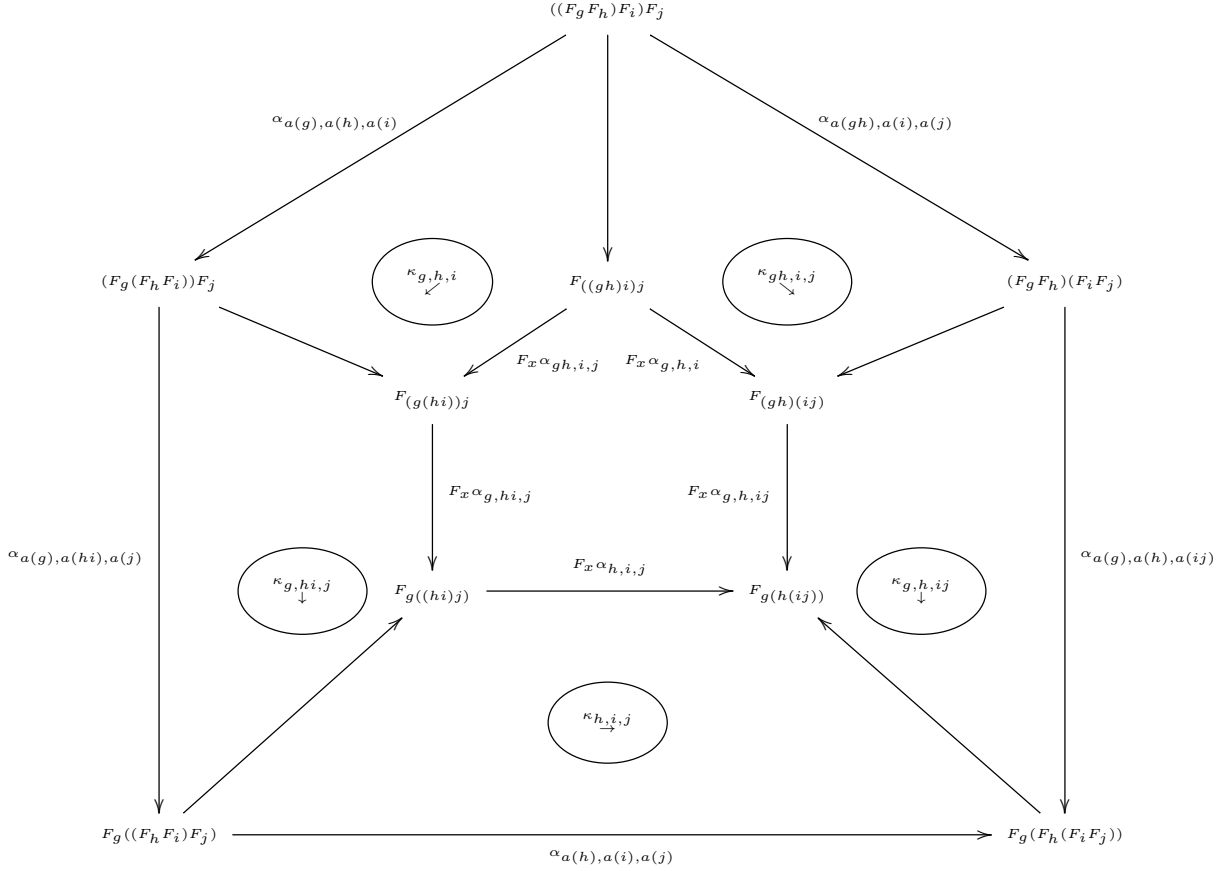 ((F_g F_h)F_i)F_j
α_{a(g),a(h),a(i)}
α_{a(gh),a(i),a(j)}
(F_g(F_h F_i))F_j
κ_{g,h,i}
↙
F_{((gh)i)j}
κ_{gh,i,j}
↘
(F_g F_h)(F_i F_j)
F_x α_{gh,i,j}
F_x α_{g,h,i}
F_{(g(hi))j}
F_{(gh)(ij)}
F_x α_{g,hi,j}
F_x α_{g,h,ij}
α_{a(g),a(hi),a(j)}
α_{a(g),a(h),a(ij)}
κ_{g,hi,j}
↓
F_{g((hi)j)}
F_x α_{h,i,j}
F_{g(h(ij))}
κ_{g,h,ij}
↓
κ_{h,i,j}
→
F_g((F_h F_i)F_j)
F_g(F_h(F_i F_j))
α_{a(h),a(i),a(j)}